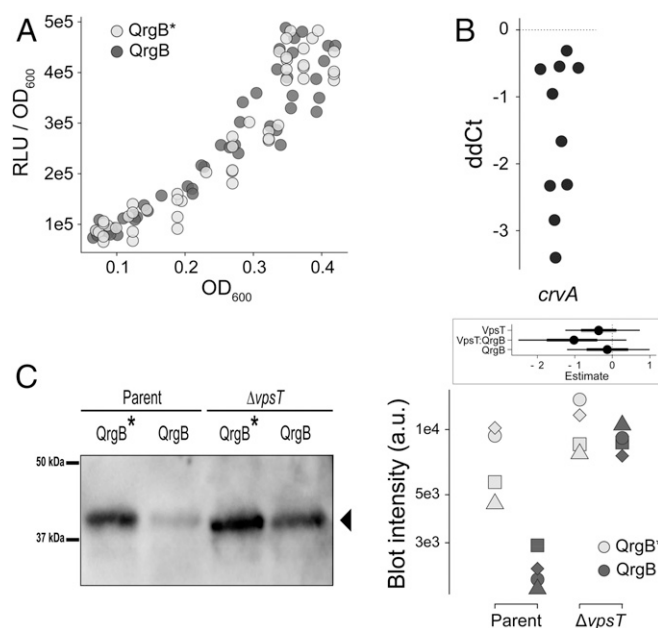 A
QrgB*
QrgB
RLU / OD600
5e5
4e5
3e5
2e5
1e5
0.1
0.2
0.3
0.4
OD600
B
ddCt
0
-1
-2
-3
crvA
VpsT
VpsT:QrgB
QrgB
- 2
- 1
0
1
Estimate
C
Parent
ΔvpsT
QrgB*
QrgB
QrgB*
QrgB
50 kDa
37 kDa
Blot intensity (a.u.)
1e4
5e3
3e3
QrgB*
QrgB
Parent
ΔvpsT